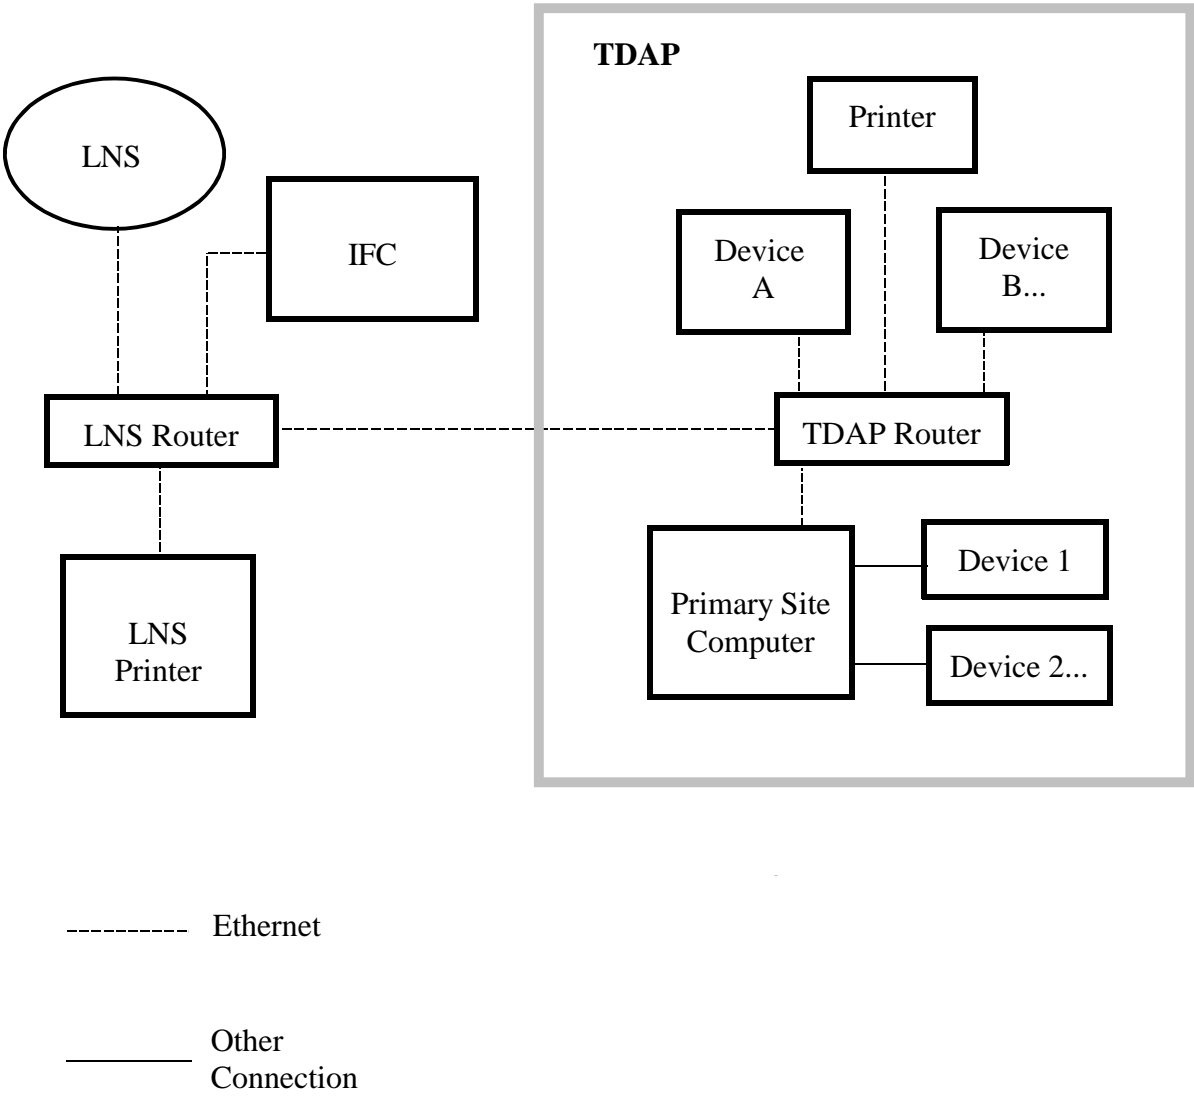 TDAP
Printer
LNS
IFC
Device
A
Device
B...
LNS Router
TDAP Router
Device 1
Primary Site
Computer
LNS
Printer
Device 2...
Ethernet
Other
Connection